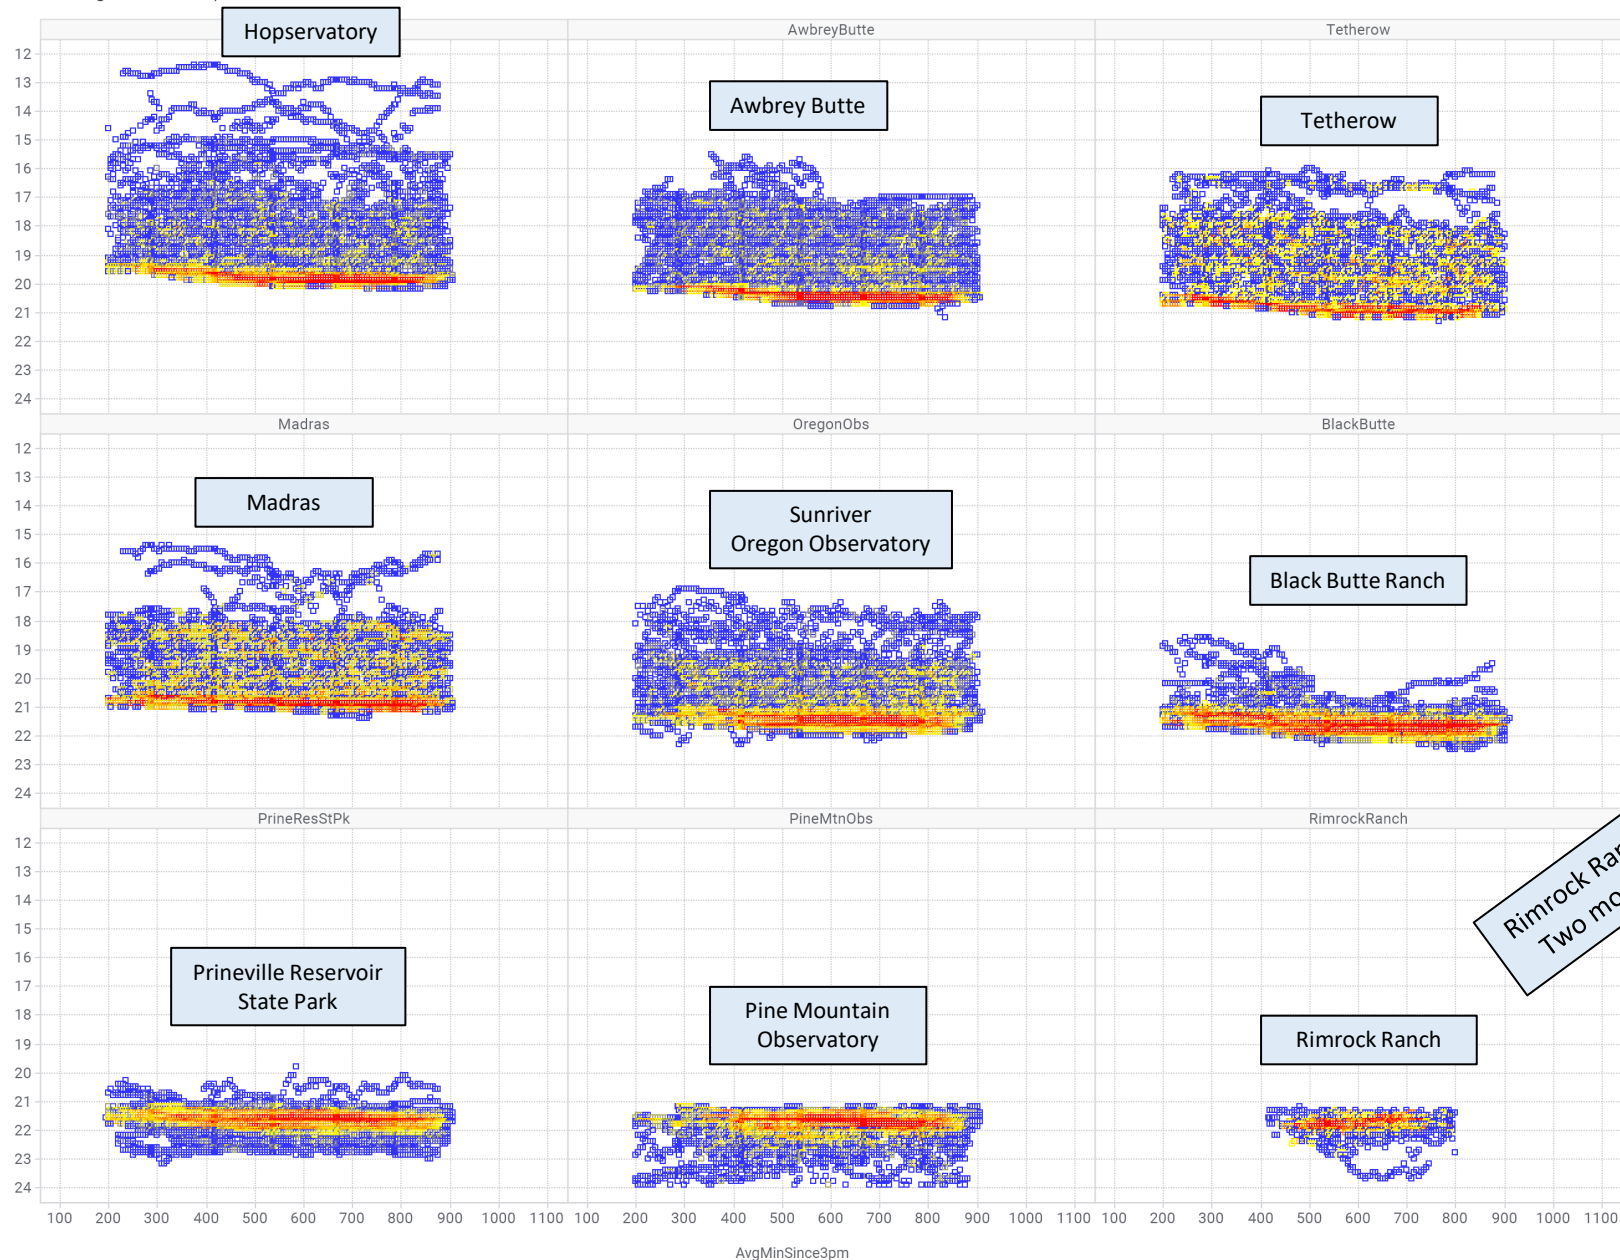 Hopservatory
AwbreyButte
Tetherow
Awbrey Butte
Tetherow
12
13
14
15
16
17
18
19
20
21
22
23
24
Madras
OregonObs
BlackButte
Madras
Sunriver
Oregon Observatory
Black Butte Ranch
12
13
14
15
16
17
18
19
20
21
22
23
24
PrineResStPk
PineMtnObs
RimrockRanch
Rimrock Ran
Two mo
Prineville Reservoir
State Park
Pine Mountain
Observatory
Rimrock Ranch
12
13
14
15
16
17
18
19
20
21
22
23
24
100 200 300 400 500 600 700 800 900 1000 1100 100 200 300 400 500 600 700 800 900 1000 1100 100 200 300 400 500 600 700 800 900 1000 1100
AvgMinSince3pm